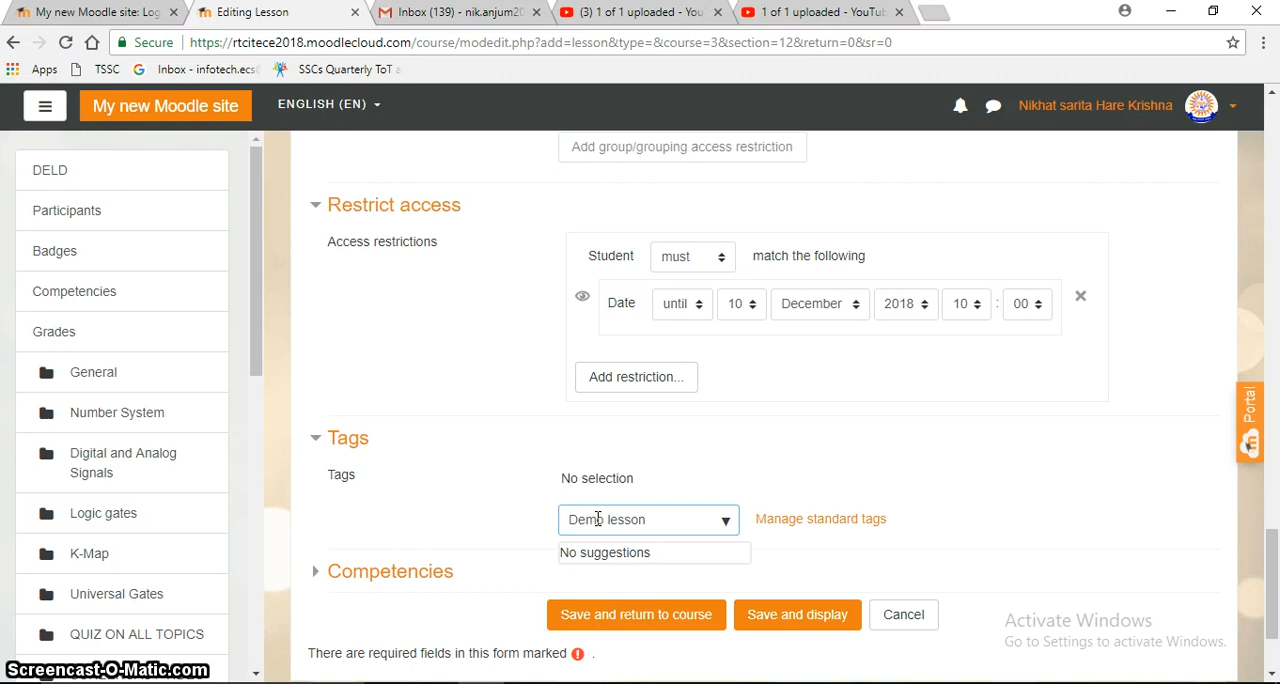 My new Moodle site: Log
Editing Lesson
Inbox (139) - nik.anjum20
(3) 1 of 1 uploaded - You
1 of 1 uploaded - YouTub
Secure
https://rtcitece2018.moodlecloud.com/course/modedit.php?add=lesson&type=&course=3&section=12&return=0&sr=0
Apps
TSSC
Inbox - infotech.ecs
SSCs Quarterly ToT a
My new Moodle site
ENGLISH (EN)
Nikhat sarita Hare Krishna
DELD
Participants
Badges
Competencies
Grades
General
Number System
Digital and Analog
Signals
Logic gates
K-Map
Universal Gates
QUIZ ON ALL TOPICS
Add group/grouping access restriction
Restrict access
Access restrictions
Student must match the following
Date until 10 December 2018 10 : 00
Add restriction...
Tags
Tags
No selection
Demo lesson
Manage standard tags
No suggestions
Competencies
Save and return to course
Save and display
Cancel
There are required fields in this form marked .
Portal
Activate Windows
Go to Settings to activate Windows.
Screencast-O-Matic.com